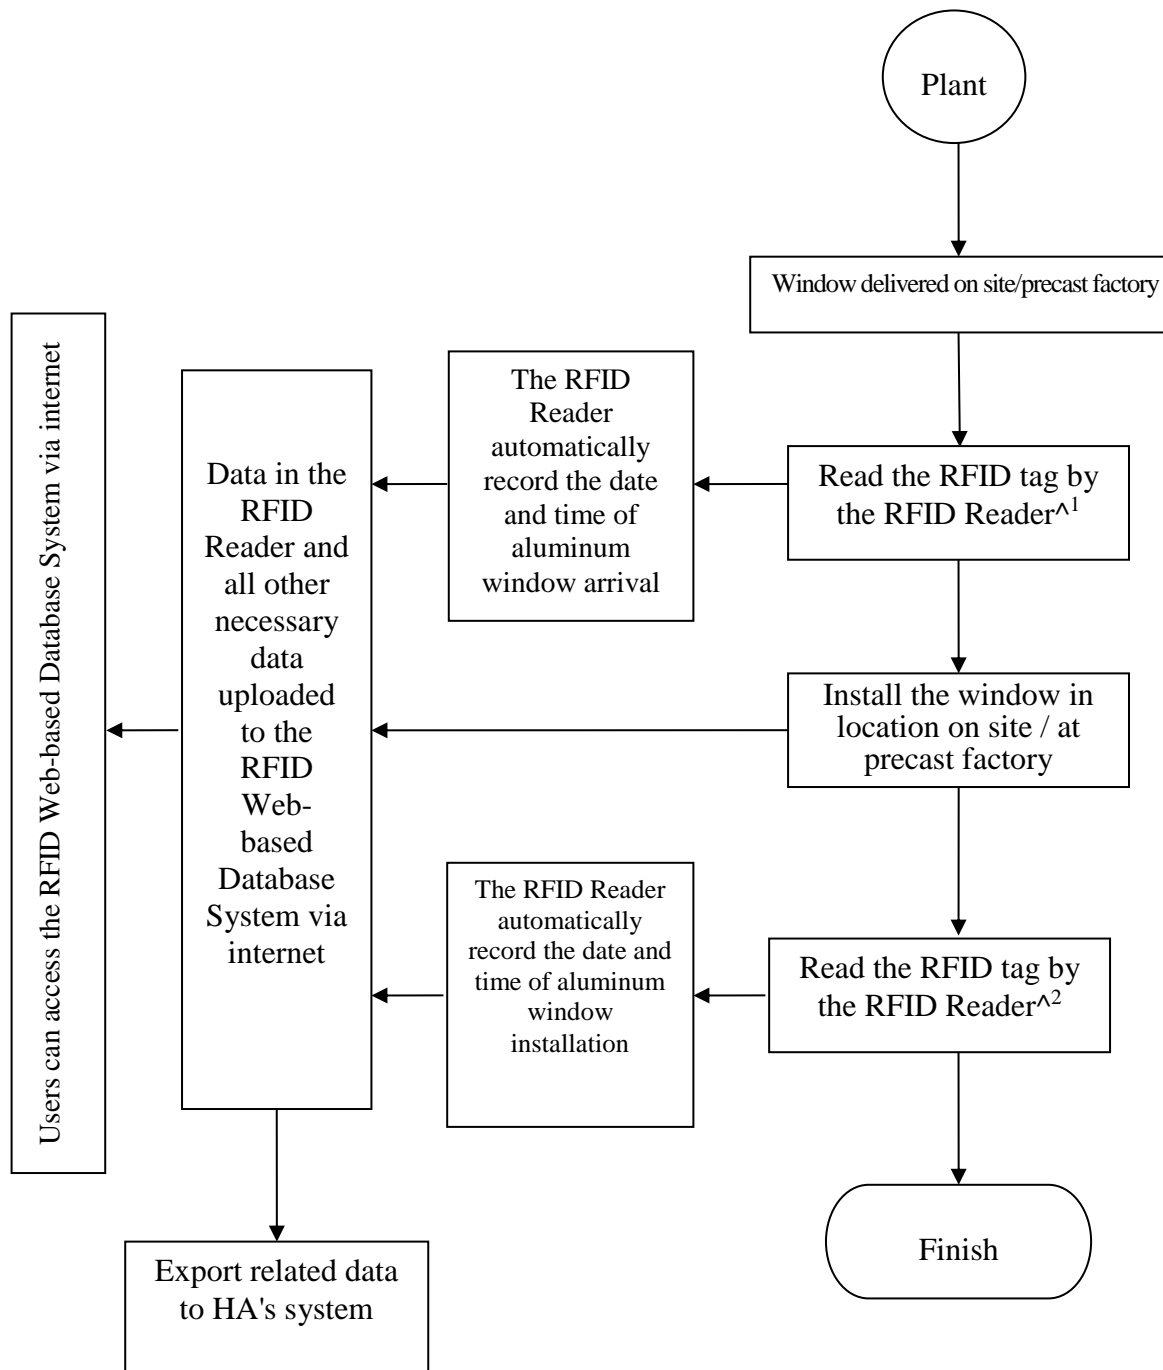 Plant
Window delivered on site/precast factory
Users can access the RFID Web-based Database System via internet
Data in the
RFID
Reader and
all other
necessary
data
uploaded
to the
RFID
Web-
based
Database
System via
internet
The RFID
Reader
automatically
record the date
and time of
aluminum
window arrival
Read the RFID tag by
the RFID Reader^1
Install the window in
location on site / at
precast factory
The RFID Reader
automatically
record the date and
time of aluminum
window
installation
Read the RFID tag by
the RFID Reader^2
Export related data
to HA's system
Finish